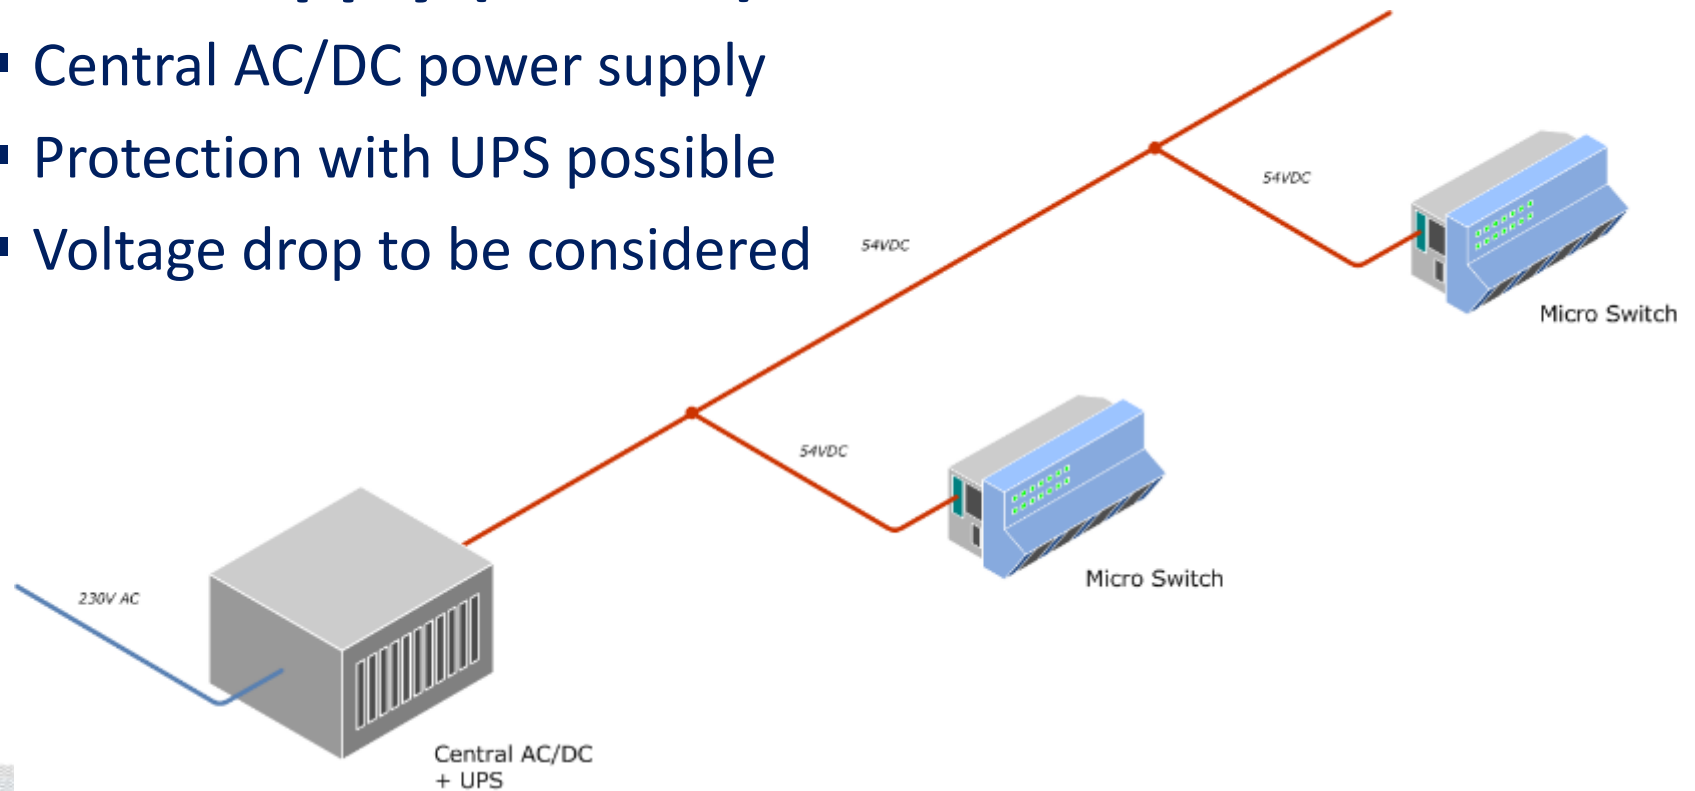 ▪ Central AC/DC power supply
▪ Protection with UPS possible
▪ Voltage drop to be considered
54VDC
54VDC
Micro Switch
54VDC
Micro Switch
230V AC
Central AC/DC
+ UPS